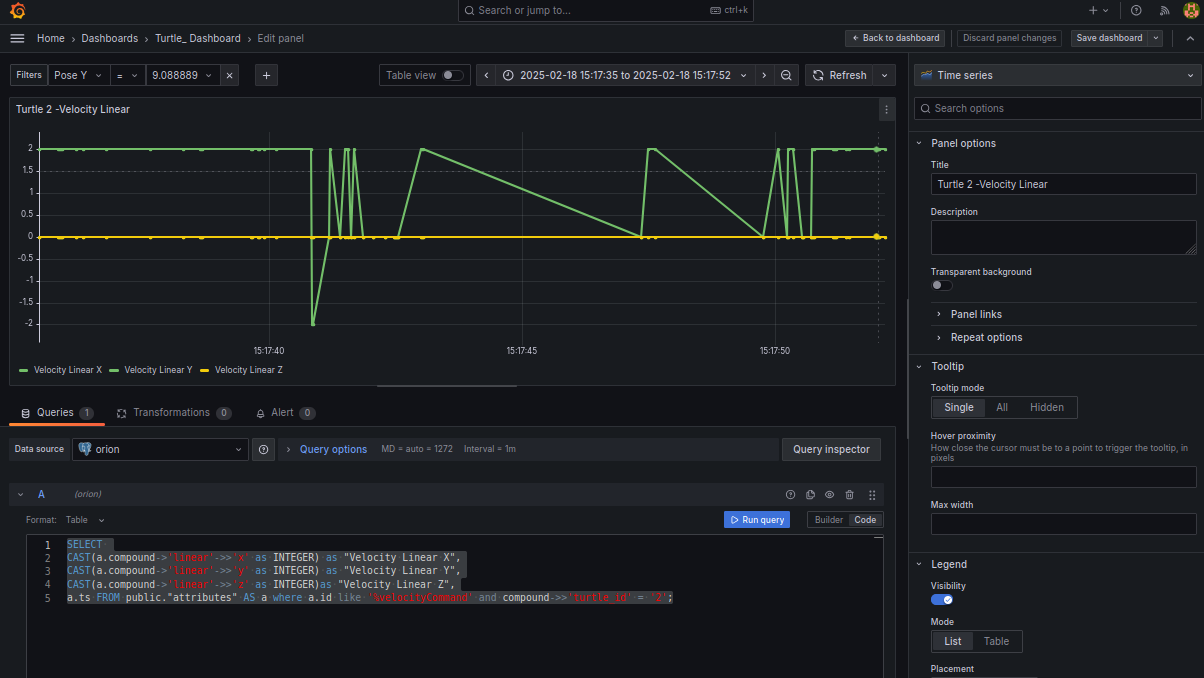 Search or jump to...
ctrl+k
Home › Dashboards › Turtle_ Dashboard › Edit panel
Back to dashboard
Discard panel changes
Save dashboard
Filters
Pose Y
=
9.088889
Table view
2025-02-18 15:17:35 to 2025-02-18 15:17:52
Refresh
Turtle 2 -Velocity Linear
2
1.5
1
0.5
0
-0.5
-1
-1.5
-2
15:17:40
15:17:45
15:17:50
Velocity Linear X
Velocity Linear Y
Velocity Linear Z
Queries 1
Transformations 0
Alert 0
Data source
orion
Query options
MD = auto = 1272
Interval = 1m
Query inspector
A
(orion)
Format:
Table
Run query
Builder
Code
1 SELECT
2 CAST(a.compound->'linear'->>'x' as INTEGER) as "Velocity Linear X",
3 CAST(a.compound->'linear'->>'y' as INTEGER) as "Velocity Linear Y",
4 CAST(a.compound->'linear'->>'z' as INTEGER)as "Velocity Linear Z",
5 a.ts FROM public."attributes" AS a where a.id like '%velocityCommand' and compound->>'turtle_id' = '2';
Time series
Search options
Panel options
Title
Turtle 2 -Velocity Linear
Description
Transparent background
Panel links
Repeat options
Tooltip
Tooltip mode
Single
All
Hidden
Hover proximity
How close the cursor must be to a point to trigger the tooltip, in
pixels
Max width
Legend
Visibility
Mode
List
Table
Placement